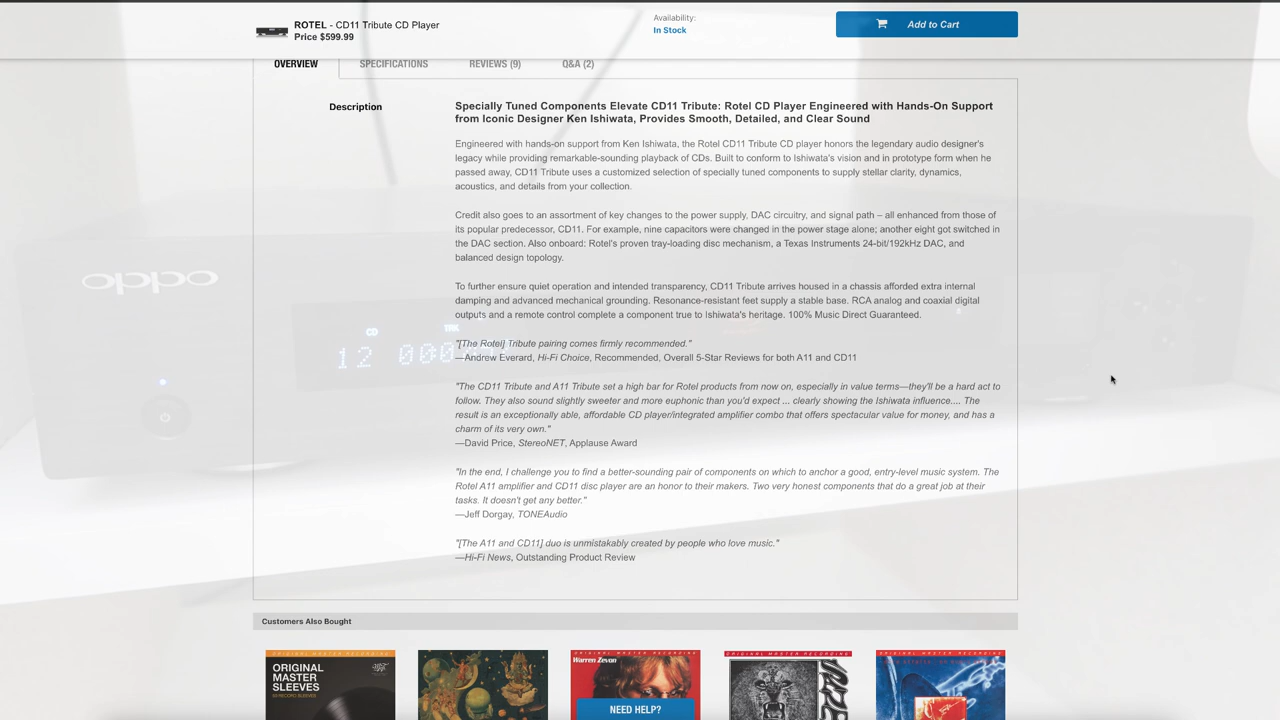 ROTEL - CD11 Tribute CD Player
Price $599.99
Availability:
In Stock
Add to Cart
OVERVIEW
SPECIFICATIONS
REVIEWS (9)
Q&A (2)
Description
Specially Tuned Components Elevate CD11 Tribute: Rotel CD Player Engineered with Hands-On Support
from Iconic Designer Ken Ishiwata, Provides Smooth, Detailed, and Clear Sound
Engineered with hands-on support from Ken Ishiwata, the Rotel CD11 Tribute CD player honors the legendary audio designer's
legacy while providing remarkable-sounding playback of CDs. Built to conform to Ishiwata's vision and in prototype form when he
passed away, CD11 Tribute uses a customized selection of specially tuned components to supply stellar clarity, dynamics,
acoustics, and details from your collection.
Credit also goes to an assortment of key changes to the power supply, DAC circuitry, and signal path – all enhanced from those of
its popular predecessor, CD11. For example, nine capacitors were changed in the power stage alone; another eight got switched in
the DAC section. Also onboard: Rotel's proven tray-loading disc mechanism, a Texas Instruments 24-bit/192kHz DAC, and
balanced design topology.
To further ensure quiet operation and intended transparency, CD11 Tribute arrives housed in a chassis afforded extra internal
damping and advanced mechanical grounding. Resonance-resistant feet supply a stable base. RCA analog and coaxial digital
outputs and a remote control complete a component true to Ishiwata's heritage. 100% Music Direct Guaranteed.
"[The Rotel] Tribute pairing comes firmly recommended."
—Andrew Everard, Hi-Fi Choice, Recommended, Overall 5-Star Reviews for both A11 and CD11
"The CD11 Tribute and A11 Tribute set a high bar for Rotel products from now on, especially in value terms—they'll be a hard act to
follow. They also sound slightly sweeter and more euphonic than you'd expect ... clearly showing the Ishiwata influence.... The
result is an exceptionally able, affordable CD player/integrated amplifier combo that offers spectacular value for money, and has a
charm of its very own."
—David Price, StereoNET, Applause Award
"In the end, I challenge you to find a better-sounding pair of components on which to anchor a good, entry-level music system. The
Rotel A11 amplifier and CD11 disc player are an honor to their makers. Two very honest components that do a great job at their
tasks. It doesn't get any better."
—Jeff Dorgay, TONEAudio
"[The A11 and CD11] duo is unmistakably created by people who love music."
—Hi-Fi News, Outstanding Product Review
oppo
CD
12
Customers Also Bought
ORIGINAL MASTER RECORDING
ORIGINAL
MASTER
SLEEVES
ORIGINAL MASTER RECORDING
Warren Zevon
ORIGINAL MASTER RECORDING
ORIGINAL MASTER RECORDING
NEED HELP?